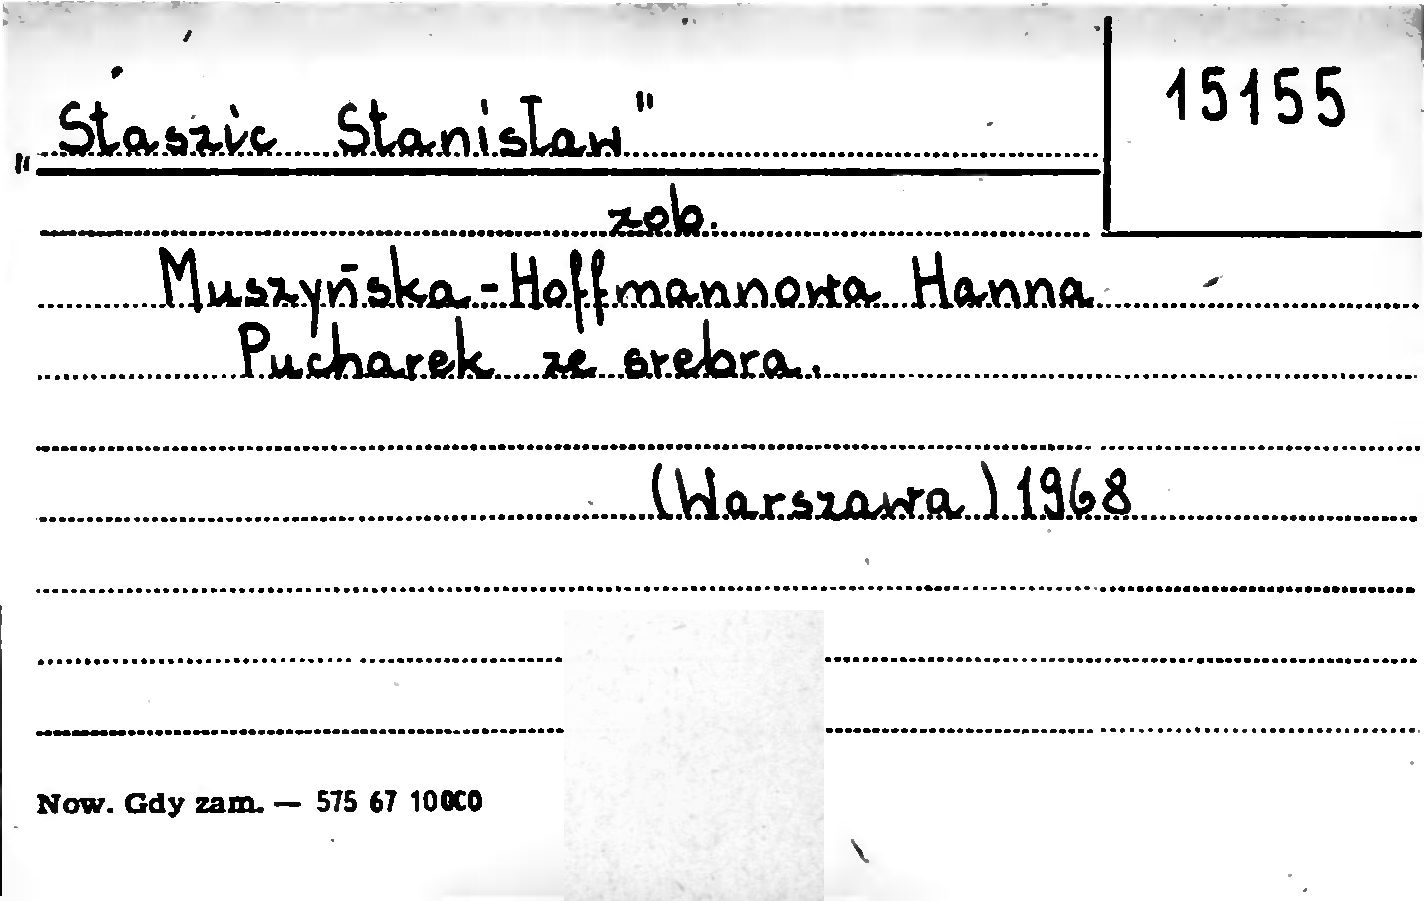 15155
„Staszic Stanisław"
zob.
Muszyńska-Hoffmannowa Hanna
Pucharek ze srebra.
(Warszawa) 1968
Now. Gdy zam. — 575 67 10000